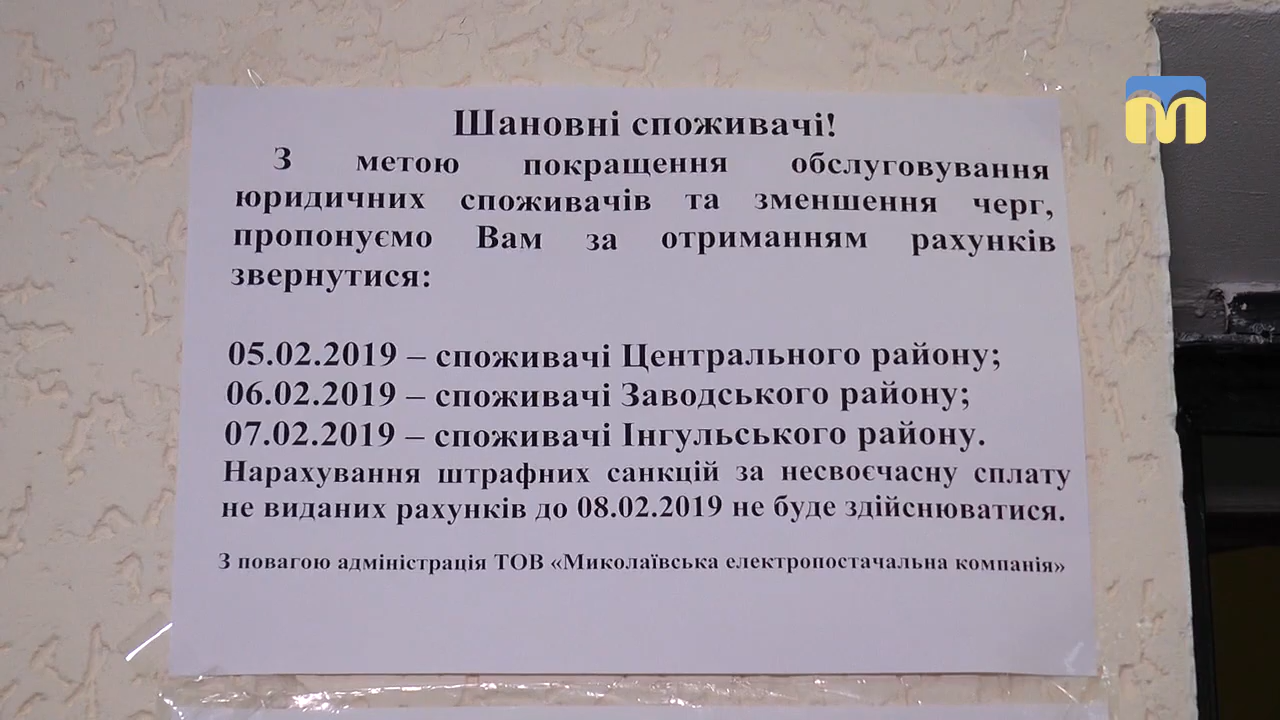 Шановні споживачі!
З метою покращення обслуговування
юридичних споживачів та зменшення черг,
пропонуємо Вам за отриманням рахунків
звернутися:
05.02.2019 – споживачі Центрального району;
06.02.2019 – споживачі Заводського району;
07.02.2019 – споживачі Інгульського району.
Нарахування штрафних санкцій за несвоєчасну сплату
не виданих рахунків до 08.02.2019 не буде здійснюватися.
З повагою адміністрація ТОВ «Миколаївська електропостачальна компанія»